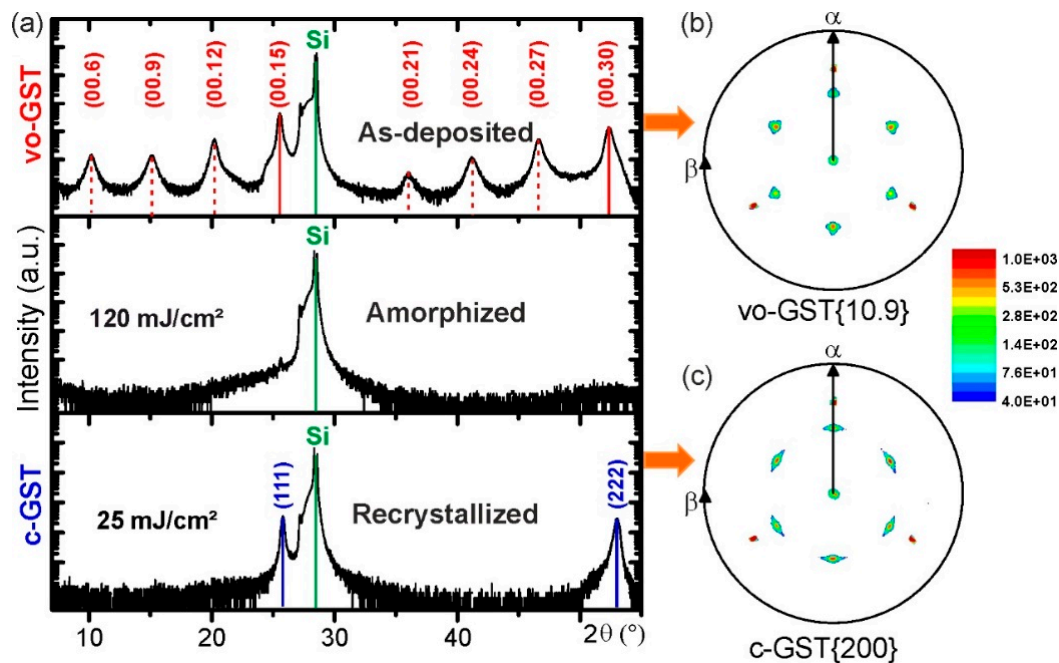 (a)
vo-GST
(00.6)
(00.9)
(00.12)
(00.15)
Si
(00.21)
(00.24)
(00.27)
(00.30)
As-deposited
Intensity (a.u.)
Si
120 mJ/cm²
Amorphized
c-GST
Si
(111)
(222)
25 mJ/cm²
Recrystallized
10
20
30
40
2θ (°)
(b)
α
β
vo-GST{10.9}
1.0E+03
5.3E+02
2.8E+02
1.4E+02
7.6E+01
4.0E+01
(c)
α
β
c-GST{200}